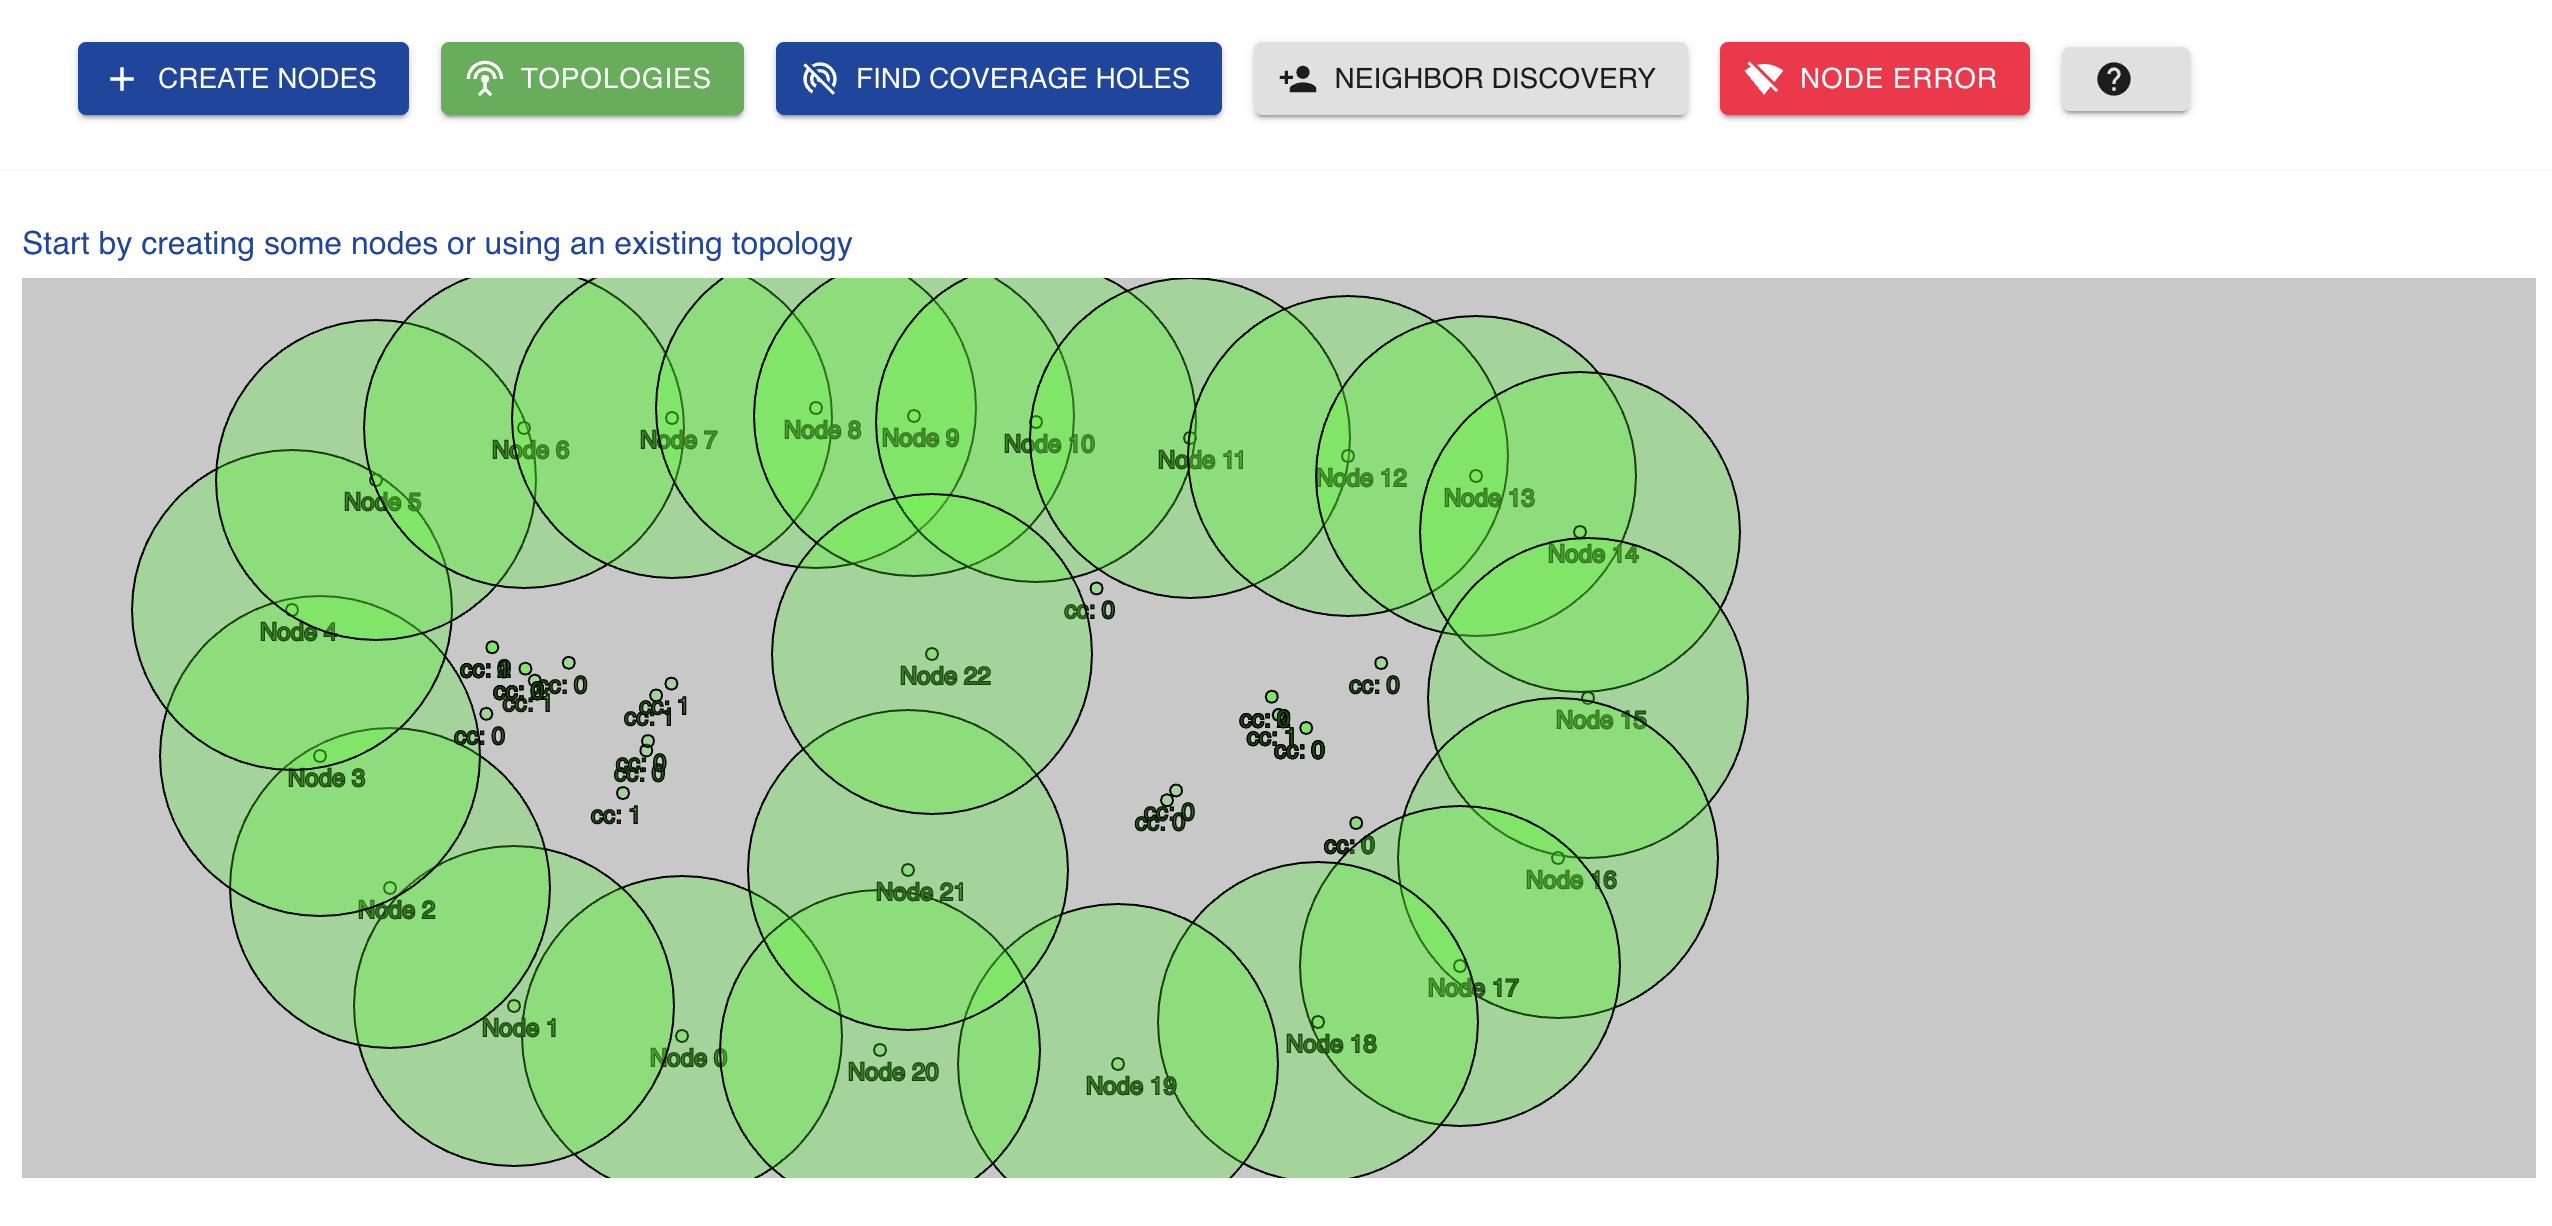 CREATE NODES
TOPOLOGIES
FIND COVERAGE HOLES
NEIGHBOR DISCOVERY
NODE ERROR
Start by creating some nodes or using an existing topology
Node 8
Node 9
Node 7
Node 10
Node 6
Node 11
Node 12
Node 13
Node 5
Node 14
cc: 0
Node 4
Node 22
cc: 0
cc: 0
cc: 1
cc: 1
cc: 1
Node 15
cc: 0
cc: 1
cc: 0
cc: 0
cc: 0
Node 3
cc: 1
cc: 0
cc: 0
cc: 0
Node 16
Node 21
Node 2
Node 17
Node 1
Node 18
Node 0
Node 20
Node 19